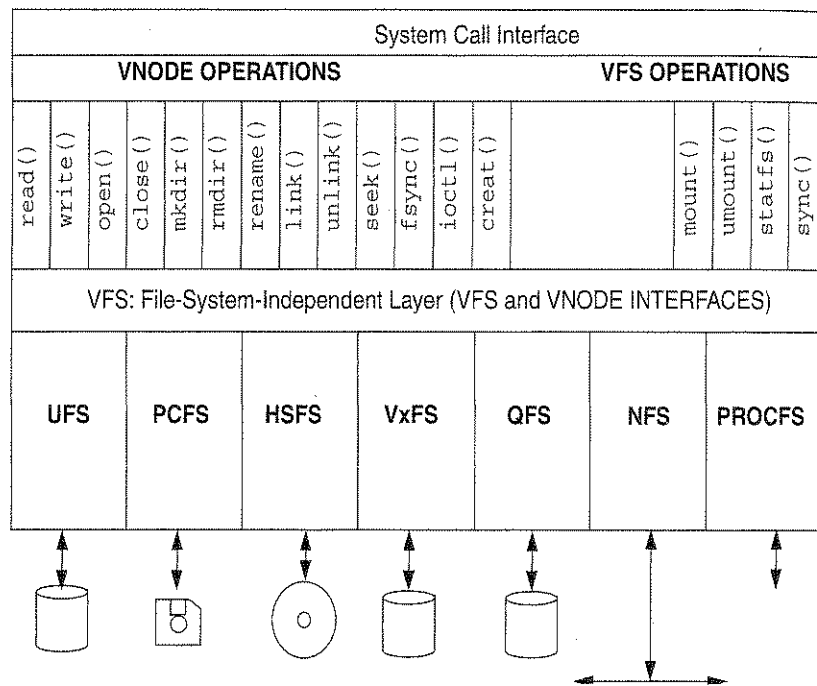 System Call Interface
VNODE OPERATIONS
VFS OPERATIONS
read()
write()
open()
close()
mkdir()
rmdir()
rename()
link()
unlink()
seek()
fsync()
ioctl()
creat()
mount()
umount()
statfs()
sync()
VFS: File-System-Independent Layer (VFS and VNODE INTERFACES)
UFS
PCFS
HSFS
VxFS
QFS
NFS
PROCFS